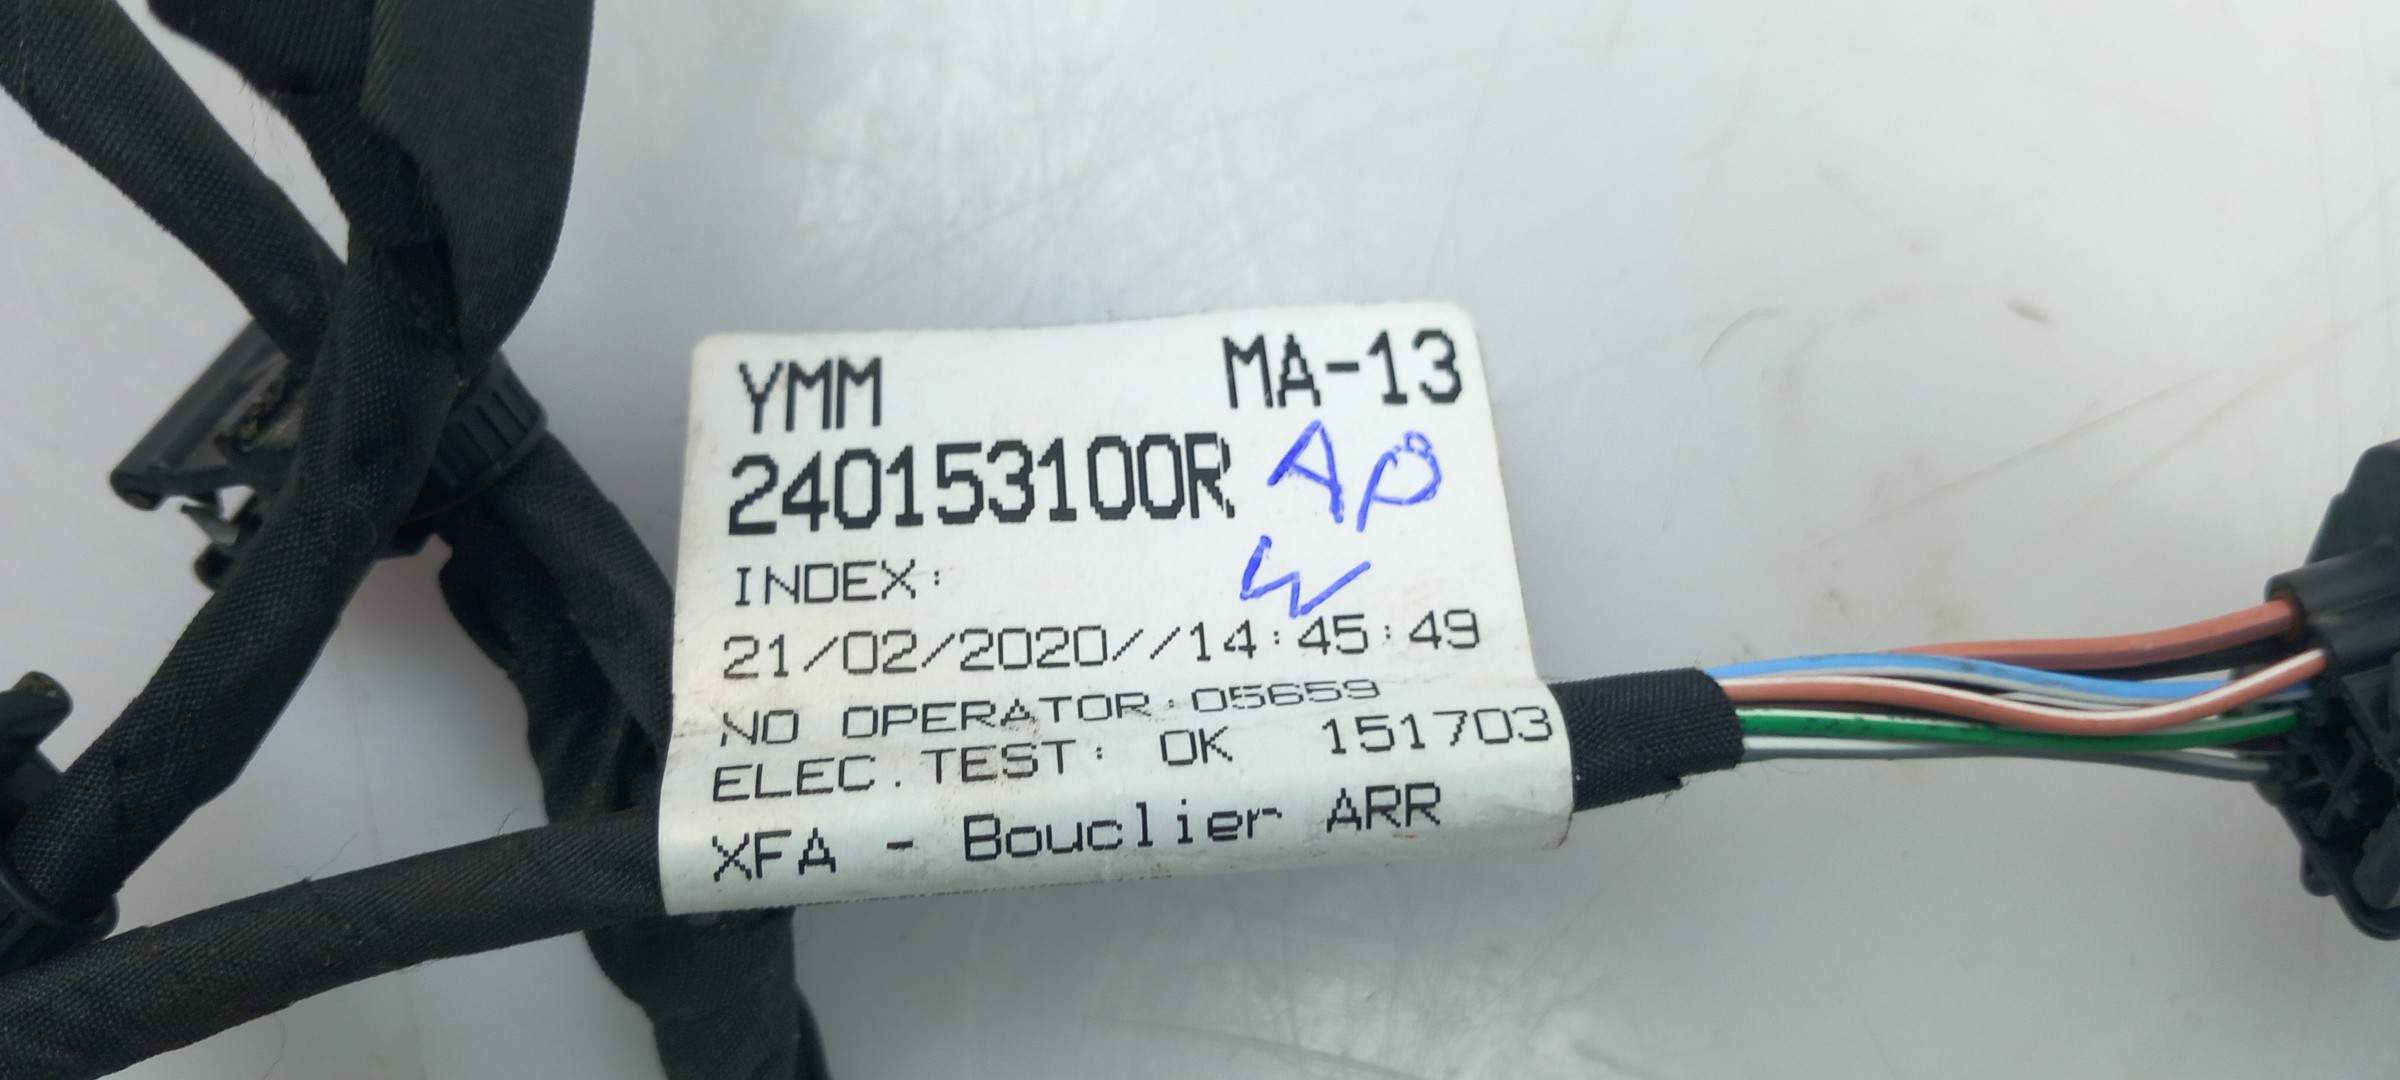 YMM MA-13
240153100R Ap
W
INDEX:
21/02/2020//14:45:49
NO OPERATOR:05659
ELEC.TEST: OK 151703
XFA - Bouclier ARR